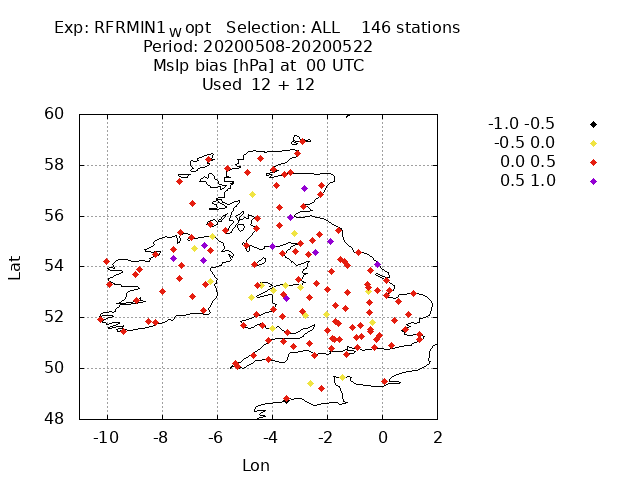 Exp: RFRMIN1_W opt Selection: ALL 146 stations
Period: 20200508-20200522
Mslp bias [hPa] at 00 UTC
Used 12 + 12
-1.0 -0.5
-0.5 0.0
0.0 0.5
0.5 1.0
60
58
56
54
52
50
48
Lat
-10 -8 -6 -4 -2 0 2
Lon